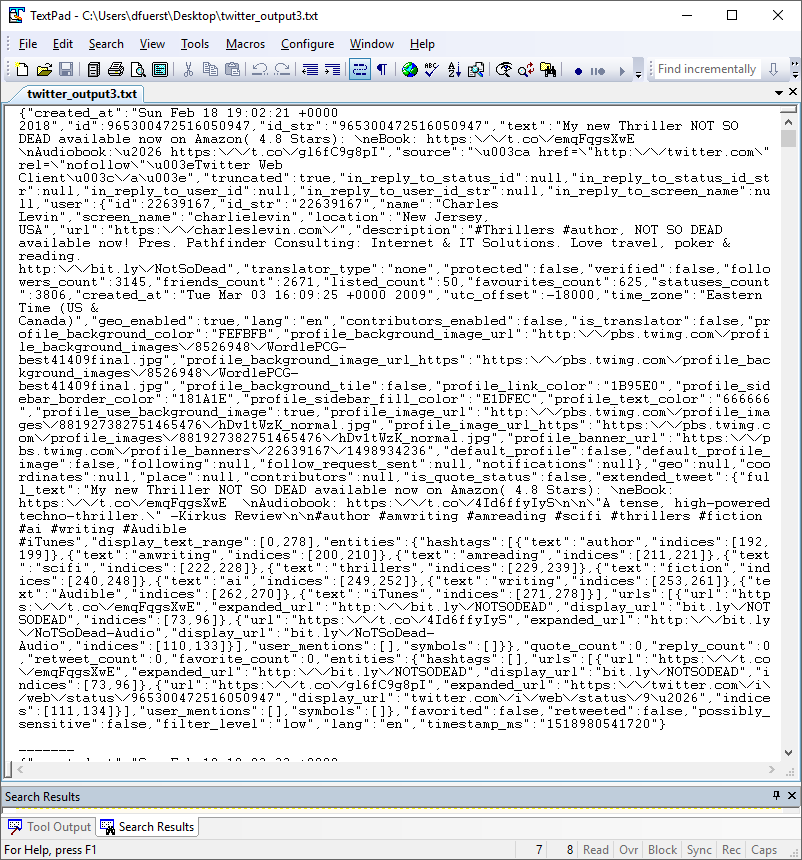 TextPad - C:\Users\dfuerst\Desktop\twitter_output3.txt
File Edit Search View Tools Macros Configure Window Help
Find incrementally
twitter_output3.txt
{"created_at":"Sun Feb 18 19:02:21 +0000
2018","id":965300472516050947,"id_str":"965300472516050947","text":"My new Thriller NOT SO
DEAD available now on Amazon( 4.8 Stars): \neBook: https:\/\/t.co\/emqFqgsXwE
\nAudiobook:\u2026 https:\/\/t.co\/gl6fC9g8pI","source":"\u003ca href=\"http:\/\/twitter.com\"
rel=\"nofollow\"\u003eTwitter Web
Client\u003c\/a\u003e","truncated":true,"in_reply_to_status_id":null,"in_reply_to_status_id_st
r":null,"in_reply_to_user_id":null,"in_reply_to_user_id_str":null,"in_reply_to_screen_name":nu
ll,"user":{"id":22639167,"id_str":"22639167","name":"Charles
Levin","screen_name":"charlielevin","location":"New Jersey,
USA","url":"https:\/\/charleslevin.com\/","description":"#Thrillers #author, NOT SO DEAD
available now! Pres. Pathfinder Consulting: Internet & IT Solutions. Love travel, poker &
reading.
http:\/\/bit.ly\/NotSoDead","translator_type":"none","protected":false,"verified":false,"follo
wers_count":3145,"friends_count":2671,"listed_count":50,"favourites_count":625,"statuses_count
":3806,"created_at":"Tue Mar 03 16:09:25 +0000 2009","utc_offset":-18000,"time_zone":"Eastern
Time (US &
Canada)","geo_enabled":true,"lang":"en","contributors_enabled":false,"is_translator":false,"pr
ofile_background_color":"FEFBFB","profile_background_image_url":"http:\/\/pbs.twimg.com\/profi
le_background_images\/8526948\/WordlePCG-
best41409final.jpg","profile_background_image_url_https":"https:\/\/pbs.twimg.com\/profile_bac
kground_images\/8526948\/WordlePCG-
best41409final.jpg","profile_background_tile":false,"profile_link_color":"1B95E0","profile_sid
ebar_border_color":"181A1E","profile_sidebar_fill_color":"E1DFEC","profile_text_color":"666666
","profile_use_background_image":true,"profile_image_url":"http:\/\/pbs.twimg.com\/profile_ima
ges\/881927382751465476\/hDv1tWzK_normal.jpg","profile_image_url_https":"https:\/\/pbs.twimg.co
m\/profile_images\/881927382751465476\/hDv1tWzK_normal.jpg","profile_banner_url":"https:\/\/p
bs.twimg.com\/profile_banners\/22639167\/1498934236","default_profile":false,"default_profile_
image":false,"following":null,"follow_request_sent":null,"notifications":null},"geo":null,"coo
rdinates":null,"place":null,"contributors":null,"is_quote_status":false,"extended_tweet":{"ful
l_text":"My new Thriller NOT SO DEAD available now on Amazon( 4.8 Stars): \neBook:
https:\/\/t.co\/emqFqgsXwE  \nAudiobook: https:\/\/t.co\/4Id6ffyIyS\n\n\"A tense, high-powered
techno-thriller.\" -Kirkus Review\n\n#author #amwriting #amreading #scifi #thrillers #fiction
#ai #writing #Audible
#iTunes","display_text_range":[0,278],"entities":{"hashtags":[{"text":"author","indices":[192,
199]},{"text":"amwriting","indices":[200,210]},{"text":"amreading","indices":[211,221]},{"text
":"scifi","indices":[222,228]},{"text":"thrillers","indices":[229,239]},{"text":"fiction","ind
ices":[240,248]},{"text":"ai","indices":[249,252]},{"text":"writing","indices":[253,261]},{"te
xt":"Audible","indices":[262,270]},{"text":"iTunes","indices":[271,278]}],"urls":[{"url":"http
s:\/\/t.co\/emqFqgsXwE","expanded_url":"http:\/\/bit.ly\/NOTSODEAD","display_url":"bit.ly\/NOT
SODEAD","indices":[73,96]},{"url":"https:\/\/t.co\/4Id6ffyIyS","expanded_url":"http:\/\/bit.l
y\/NoTSoDead-Audio","display_url":"bit.ly\/NoTSoDead-
Audio","indices":[110,133]}],"user_mentions":[],"symbols":[]}},"quote_count":0,"reply_count":0
,"retweet_count":0,"favorite_count":0,"entities":{"hashtags":[],"urls":[{"url":"https:\/\/t.co
\/emqFqgsXwE","expanded_url":"http:\/\/bit.ly\/NOTSODEAD","display_url":"bit.ly\/NOTSODEAD","i
ndices":[73,96]},{"url":"https:\/\/t.co\/gl6fC9g8pI","expanded_url":"https:\/\/twitter.com\/i\
/web\/status\/965300472516050947","display_url":"twitter.com\/i\/web\/status\/9\u2026","indice
s":[111,134]}],"user_mentions":[],"symbols":[]},"favorited":false,"retweeted":false,"possibly_
sensitive":false,"filter_level":"low","lang":"en","timestamp_ms":"1518980541720"}
-------
Search Results
Tool Output Search Results
For Help, press F1 7 8 Read Ovr Block Sync Rec Caps